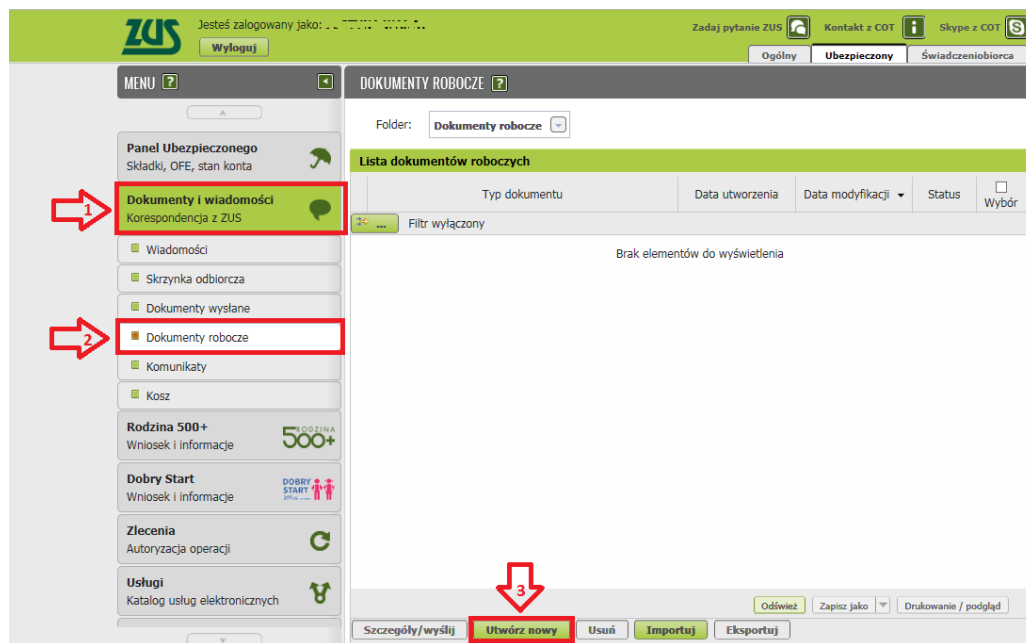 ZUS
Jesteś zalogowany jako:
Wyloguj
Zadaj pytanie ZUS
Kontakt z COT
i
Skype z COT
S
Ogólny
Ubezpieczony
Świadczeniobiorca
MENU ?
DOKUMENTY ROBOCZE ?
Folder:
Dokumenty robocze
Panel Ubezpieczonego
Składki, OFE, stan konta
Lista dokumentów roboczych
1
Dokumenty i wiadomości
Korespondencja z ZUS
Typ dokumentu
Data utworzenia
Data modyfikacji
Status
Wybór
...
Filtr wyłączony
Wiadomości
Brak elementów do wyświetlenia
Skrzynka odbiorcza
Dokumenty wysłane
2
Dokumenty robocze
Komunikaty
Kosz
Rodzina 500+
Wniosek i informacje
RODZINA
500+
Dobry Start
Wniosek i informacje
DOBRY
START
Zlecenia
Autoryzacja operacji
Usługi
Katalog usług elektronicznych
3
Odśwież
Zapisz jako
Drukowanie / podgląd
Szczegóły/wyślij
Utwórz nowy
Usuń
Importuj
Eksportuj